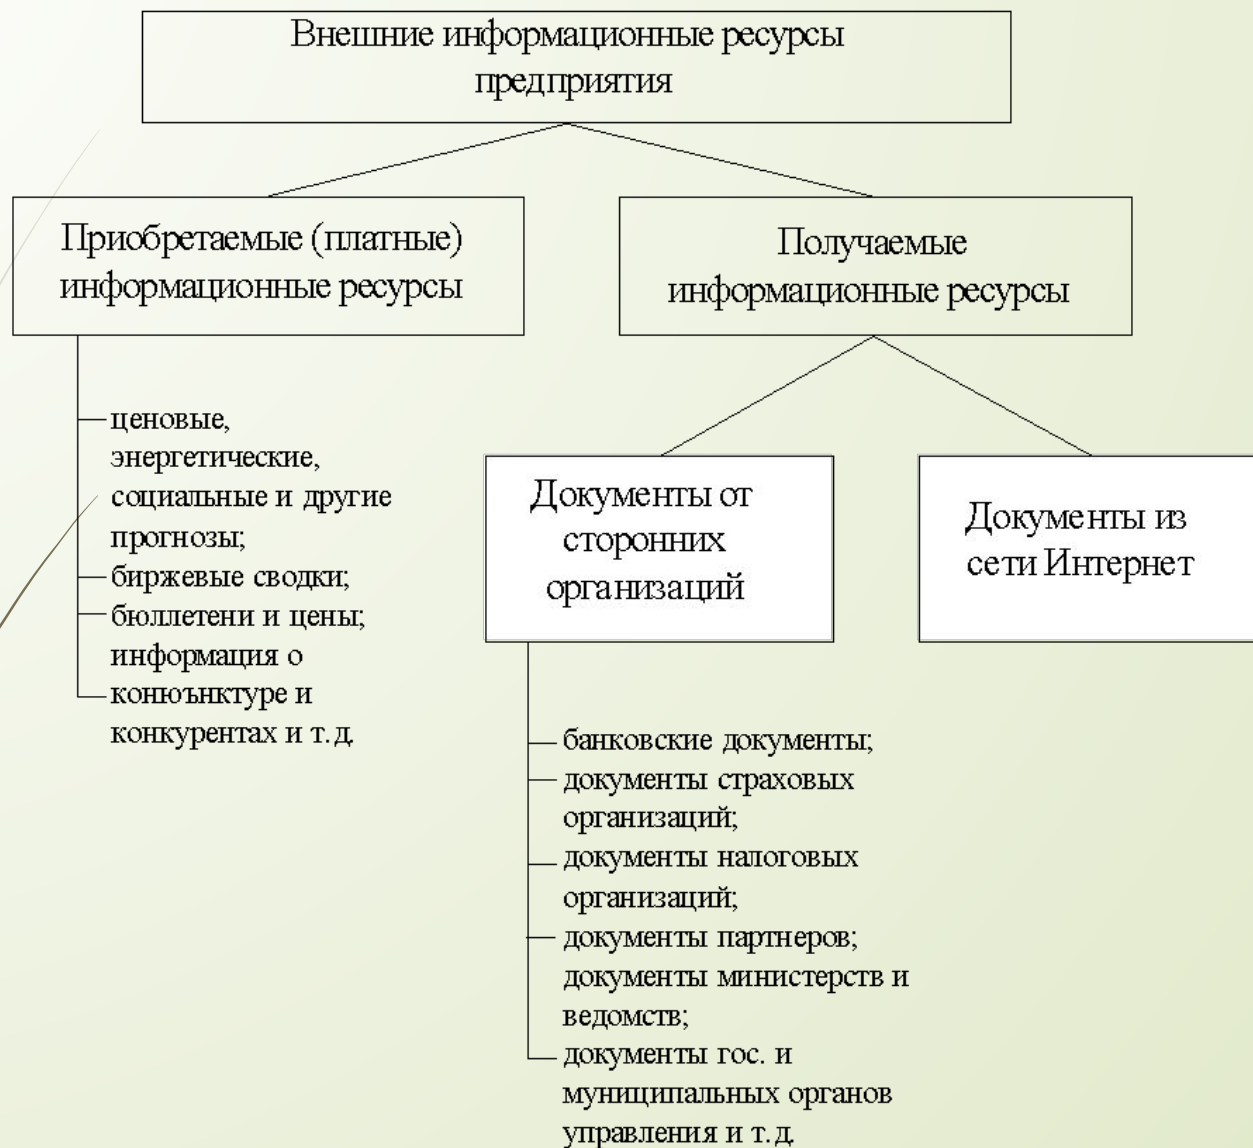 Внешние информационные ресурсы
предприятия
Приобретаемые (платные)
информационные ресурсы
ценовые,
энергетические,
социальные и другие
прогнозы;
биржевые сводки;
бюллетени и цены;
информация о
конюънктуре и
конкурентах и т.д.
Получаемые
информационные ресурсы
Документы от
сторонних
организаций
банковские документы;
документы страховых
организаций;
документы налоговых
организаций;
документы партнеров;
документы министерств и
ведомств;
документы гос. и
муниципальных органов
управления и т.д.
Документы из
сети Интернет